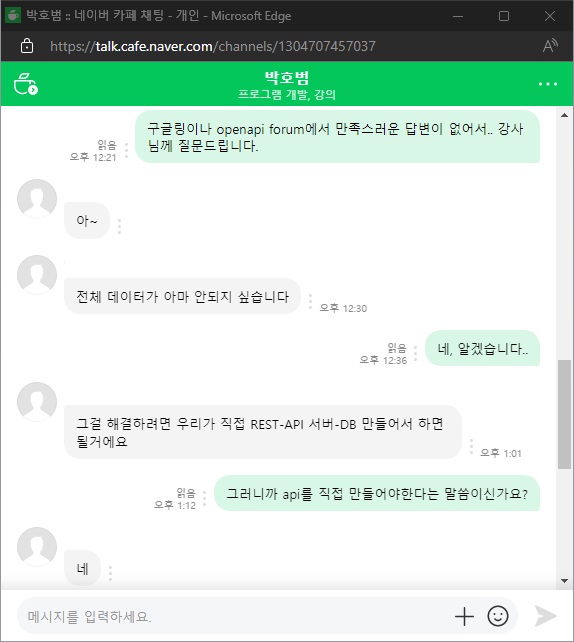 박호범 :: 네이버 카페 채팅 - 개인 - Microsoft Edge
https://talk.cafe.naver.com/channels/1304707457037
박호범
프로그램 개발, 강의
구글링이나 openapi forum에서 만족스러운 답변이 없어서.. 강사
님께 질문드립니다.
읽음
오후 12:21
아~
전체 데이터가 아마 안되지 싶습니다
오후 12:30
네, 알겠습니다..
읽음
오후 12:36
그걸 해결하려면 우리가 직접 REST-API 서버-DB 만들어서 하면
될거에요
오후 1:01
그러니까 api를 직접 만들어야한다는 말씀이신가요?
읽음
오후 1:12
네
메시지를 입력하세요.